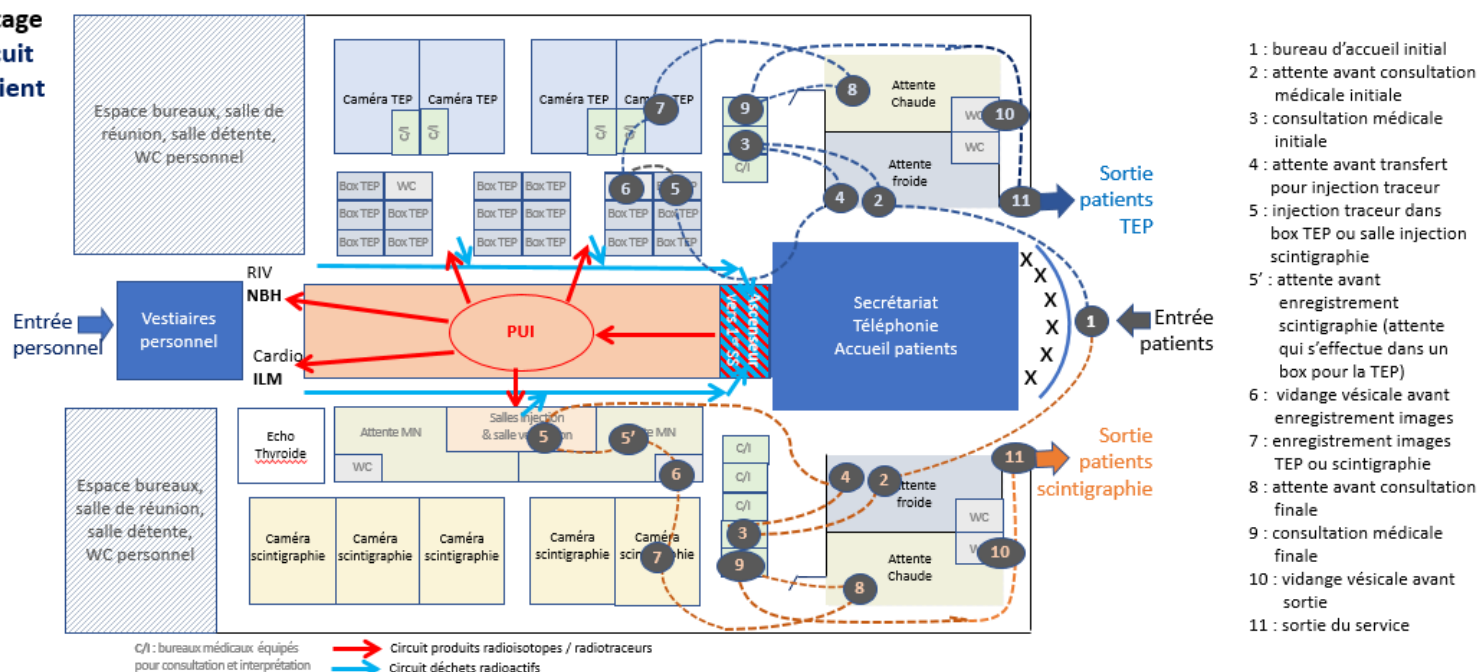 tage
cuit
ient
Espace bureaux, salle de
réunion, salle détente,
WC personnel
Caméra TEP
Caméra TEP
Caméra TEP
C/I
C/I
C/I
C/I
7
9
3
C/I
8
Attente
Chaude
10
WC
Attente
froide
4
2
11
Sortie
patients
TEP
Box TEP
WC
Box TEP
Box TEP
Box TEP
Box TEP
Box TEP
Box TEP
Box TEP
Box TEP
Box TEP
Box TEP
Box TEP
6
5
Box TEP
Box TEP
Box TEP
RIV
NBH
Entrée
personnel
Vestiaires
personnel
Cardio
ILM
PUI
Ascenseur
Secrétariat
Téléphonie
Accueil patients
X
X
X
X
X
X
1
Entrée
patients
Echo
Thyroide
Attente MN
WC
Salles injection
5
5’
MN
6
C/I
C/I
C/I
3
9
4
2
froide
WC
10
Attente
Chaude
8
11
Sortie
patients
scintigraphie
Espace bureaux,
salle de réunion,
salle détente,
WC personnel
Caméra
scintigraphie
Caméra
scintigraphie
Caméra
scintigraphie
Caméra
scintigraphie
Caméra
7
C/I : bureaux médicaux équipés
pour consultation et interprétation
Circuit produits radioisotopes / radiotraceurs
Circuit déchets radioactifs
1 : bureau d’accueil initial
2 : attente avant consultation
médicale initiale
3 : consultation médicale
initiale
4 : attente avant transfert
pour injection traceur
5 : injection traceur dans
box TEP ou salle injection
scintigraphie
5’ : attente avant
enregistrement
scintigraphie (attente
qui s’effectue dans un
box pour la TEP)
6 : vidange vésicale avant
enregistrement images
7 : enregistrement images
TEP ou scintigraphie
8 : attente avant consultation
finale
9 : consultation médicale
finale
10 : vidange vésicale avant
sortie
11 : sortie du service